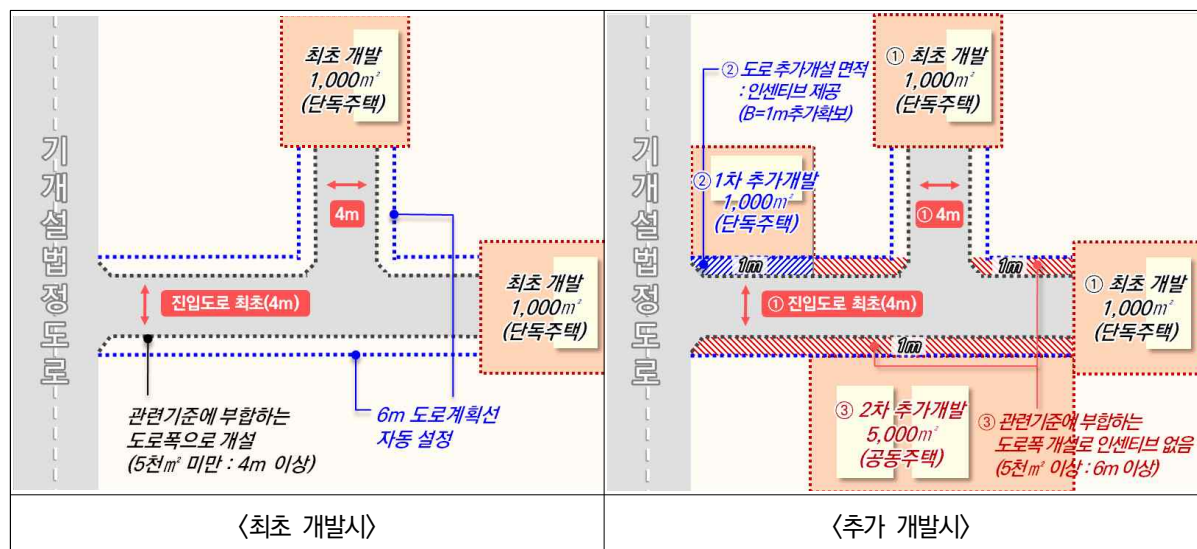 최초 개발
1,000㎡
(단독주택)
기개설법정도로
4m
진입도로 최초(4m)
최초 개발
1,000㎡
(단독주택)
관련기준에 부합하는
도로폭으로 개설
(5천㎡ 미만 : 4m 이상)
6m 도로계획선
자동 설정
〈최초 개발시〉
② 도로 추가개설 면적
: 인센티브 제공
(B=1m추가확보)
① 최초 개발
1,000㎡
(단독주택)
기개설법정도로
② 1차 추가개발
1,000㎡
(단독주택)
① 4m
1m
1m
① 진입도로 최초(4m)
① 최초 개발
1,000㎡
(단독주택)
1m
③ 2차 추가개발
5,000㎡
(공동주택)
③ 관련기준에 부합하는
도로폭 개설로 인센티브 없음
(5천㎡ 이상 : 6m 이상)
〈추가 개발시〉